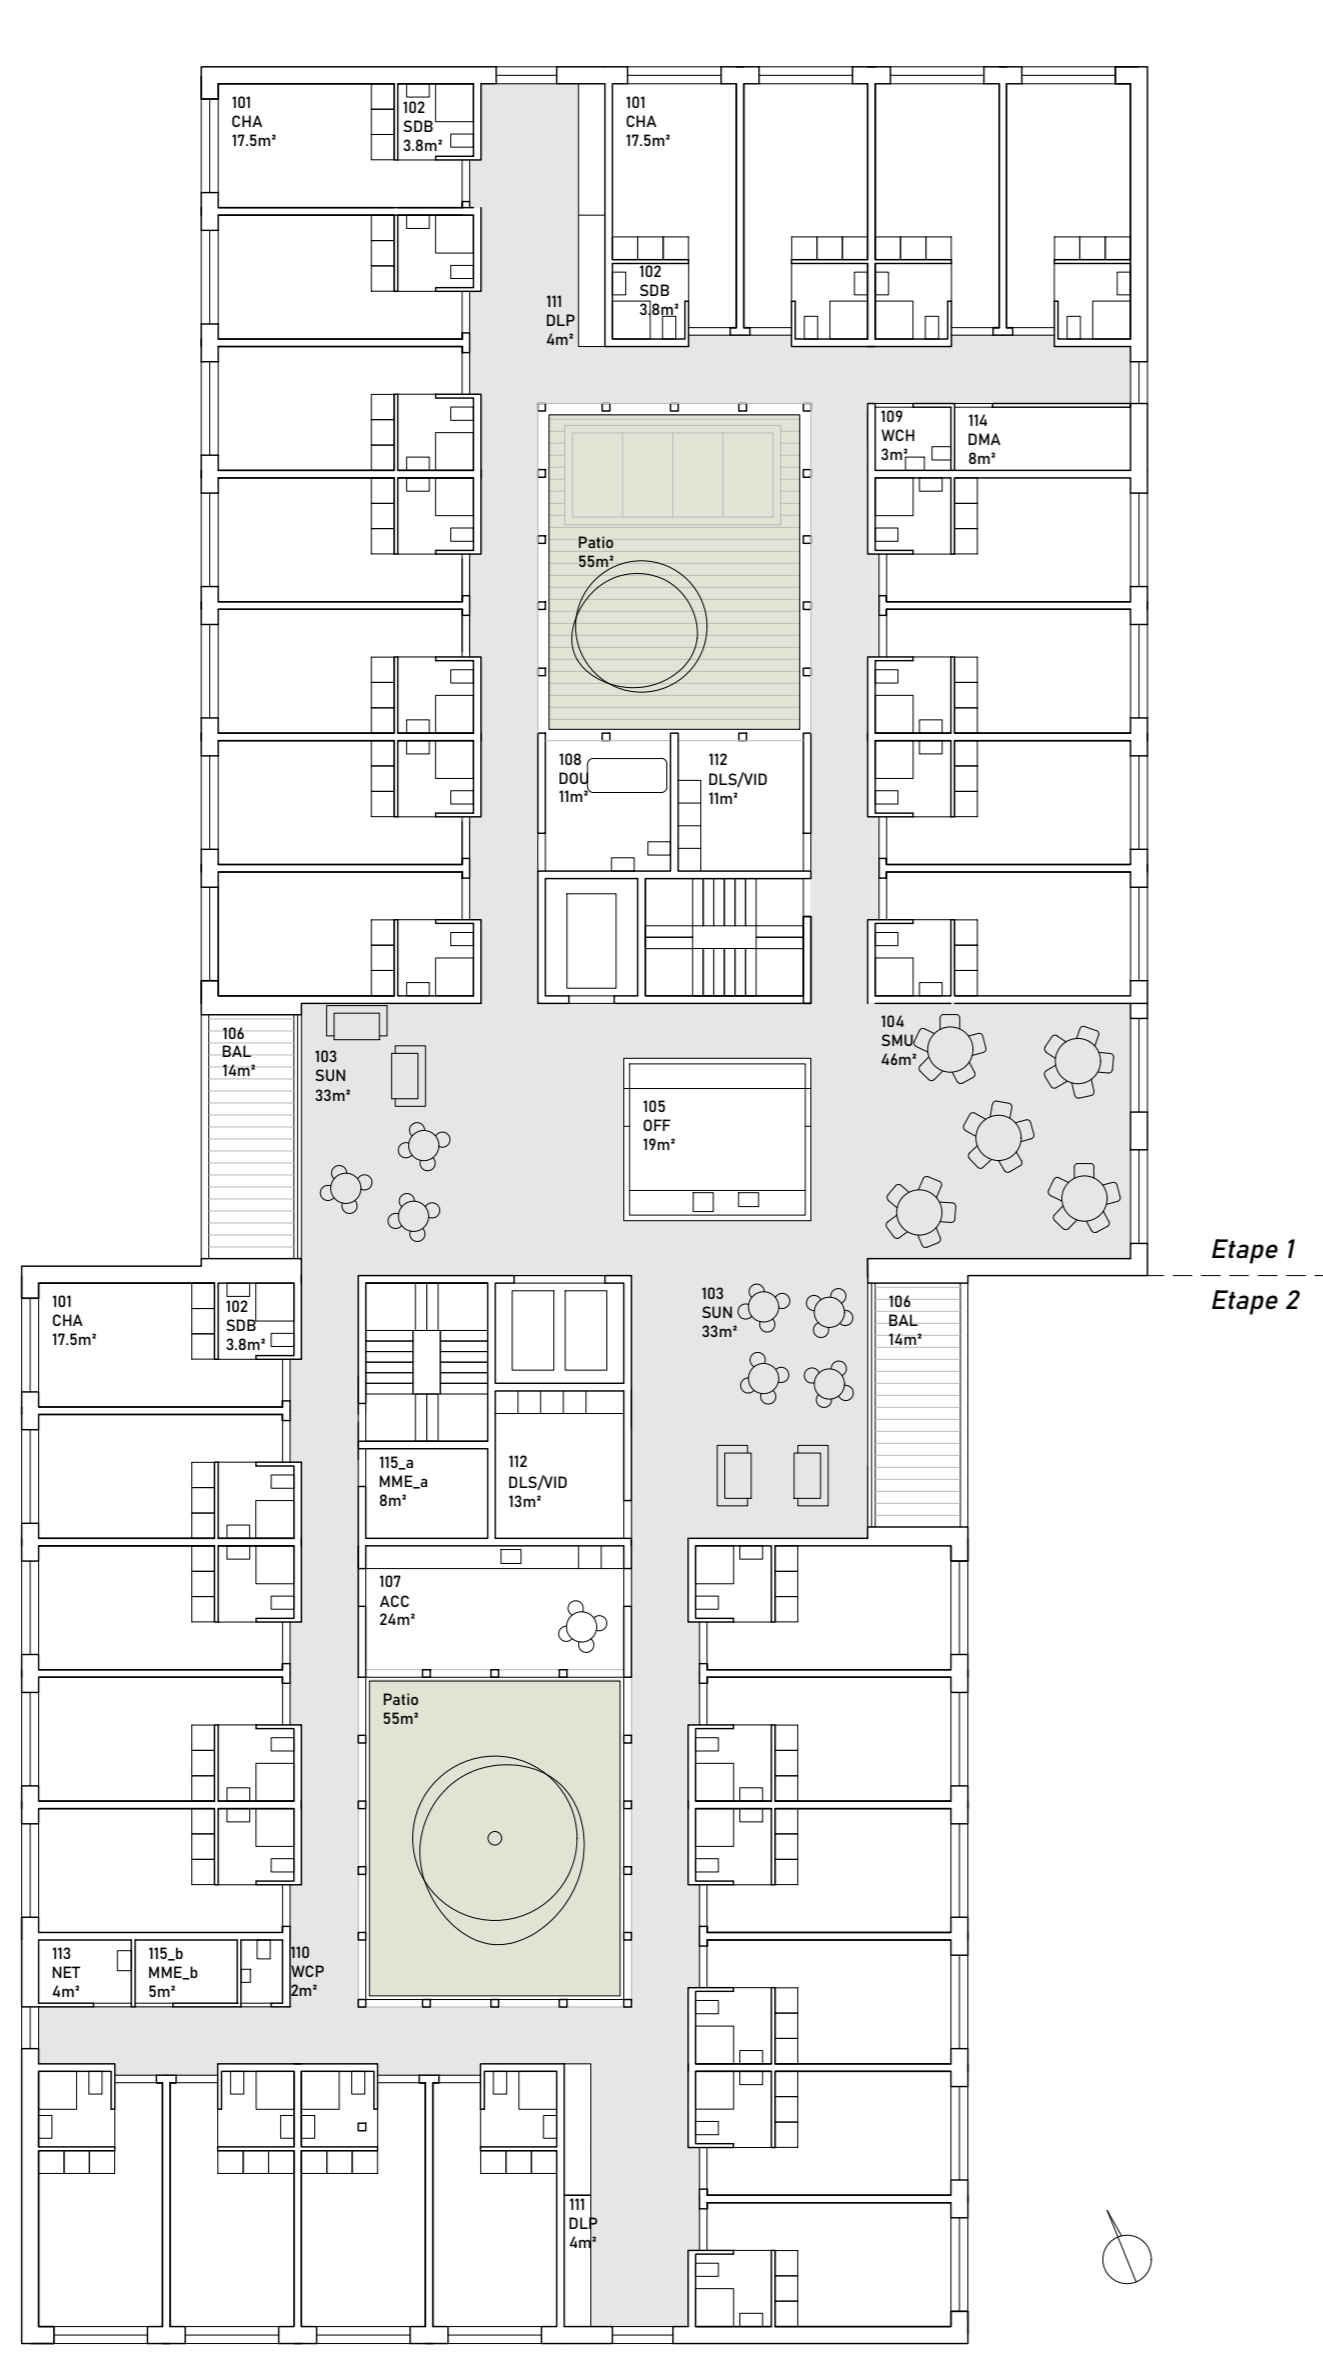 101
CHA
17.5m²
102
SDB
3.8m²
101
CHA
17.5m²
102
SDB
3.8m²
111
DLP
4m²
109
WCH
3m²
114
DMA
8m²
Patio
55m²
108
DOU
11m²
112
DLS/VID
11m²
106
BAL
14m²
103
SUN
33m²
104
SMU
46m²
105
OFF
19m²
Etape 1
Etape 2
101
CHA
17.5m²
102
SDB
3.8m²
103
SUN
33m²
106
BAL
14m²
115_a
MME_a
8m²
112
DLS/VID
13m²
107
ACC
24m²
Patio
55m²
113
NET
4m²
115_b
MME_b
5m²
110
WCP
2m²
111
DLP
4m²